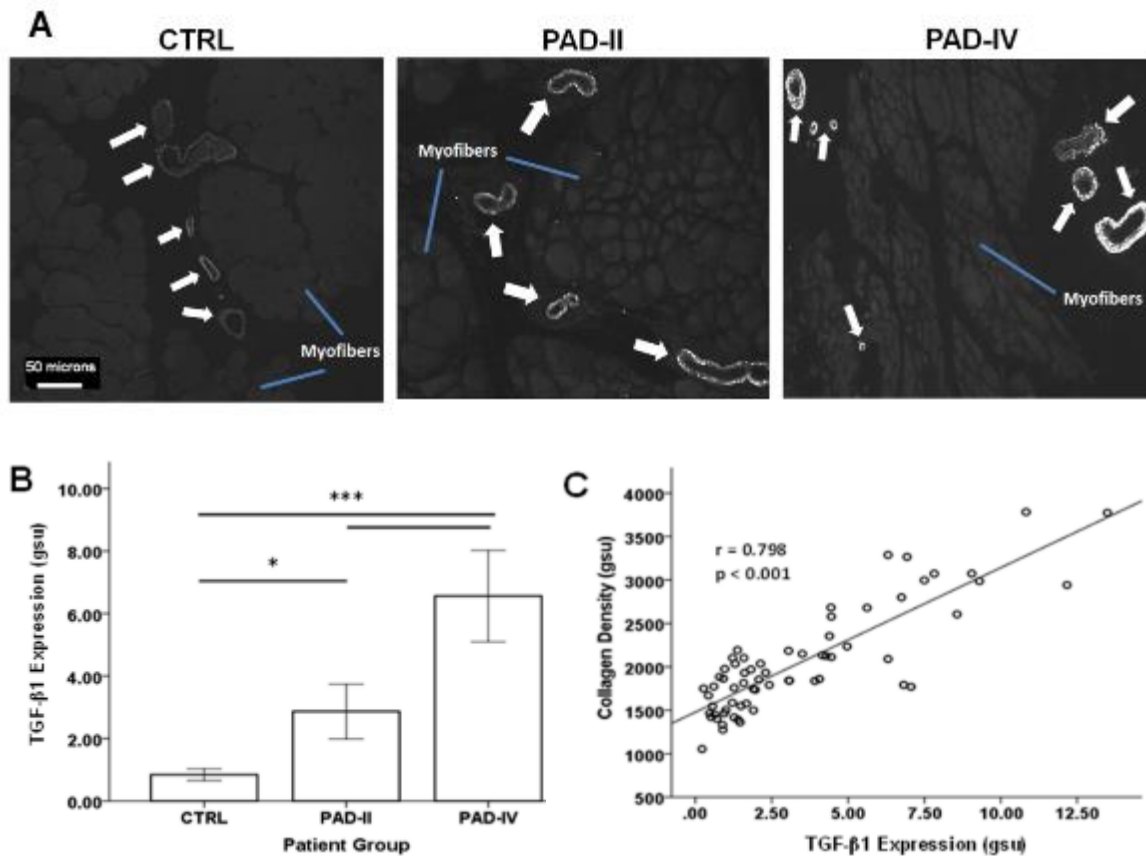 A
CTRL
PAD-II
PAD-IV
Myofibers
50 microns
Myofibers
Myofibers
B
TGF-β1 Expression (gsu)
10.00
8.00
6.00
4.00
2.00
0.00
***
*
CTRL
PAD-II
PAD-IV
Patient Group
C
Collagen Density (gsu)
4000
3500
3000
2500
2000
1500
1000
500
r = 0.798
p < 0.001
.00
2.50
5.00
7.50
10.00
12.50
TGF-β1 Expression (gsu)